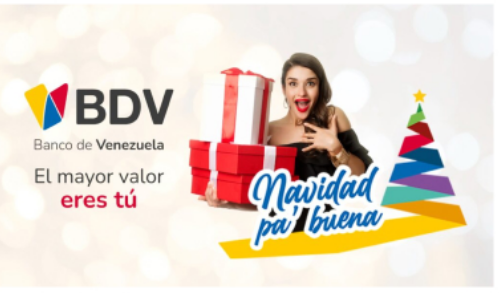 BDV
Banco de Venezuela
El mayor valor
eres tú
Navidad
pa' buena